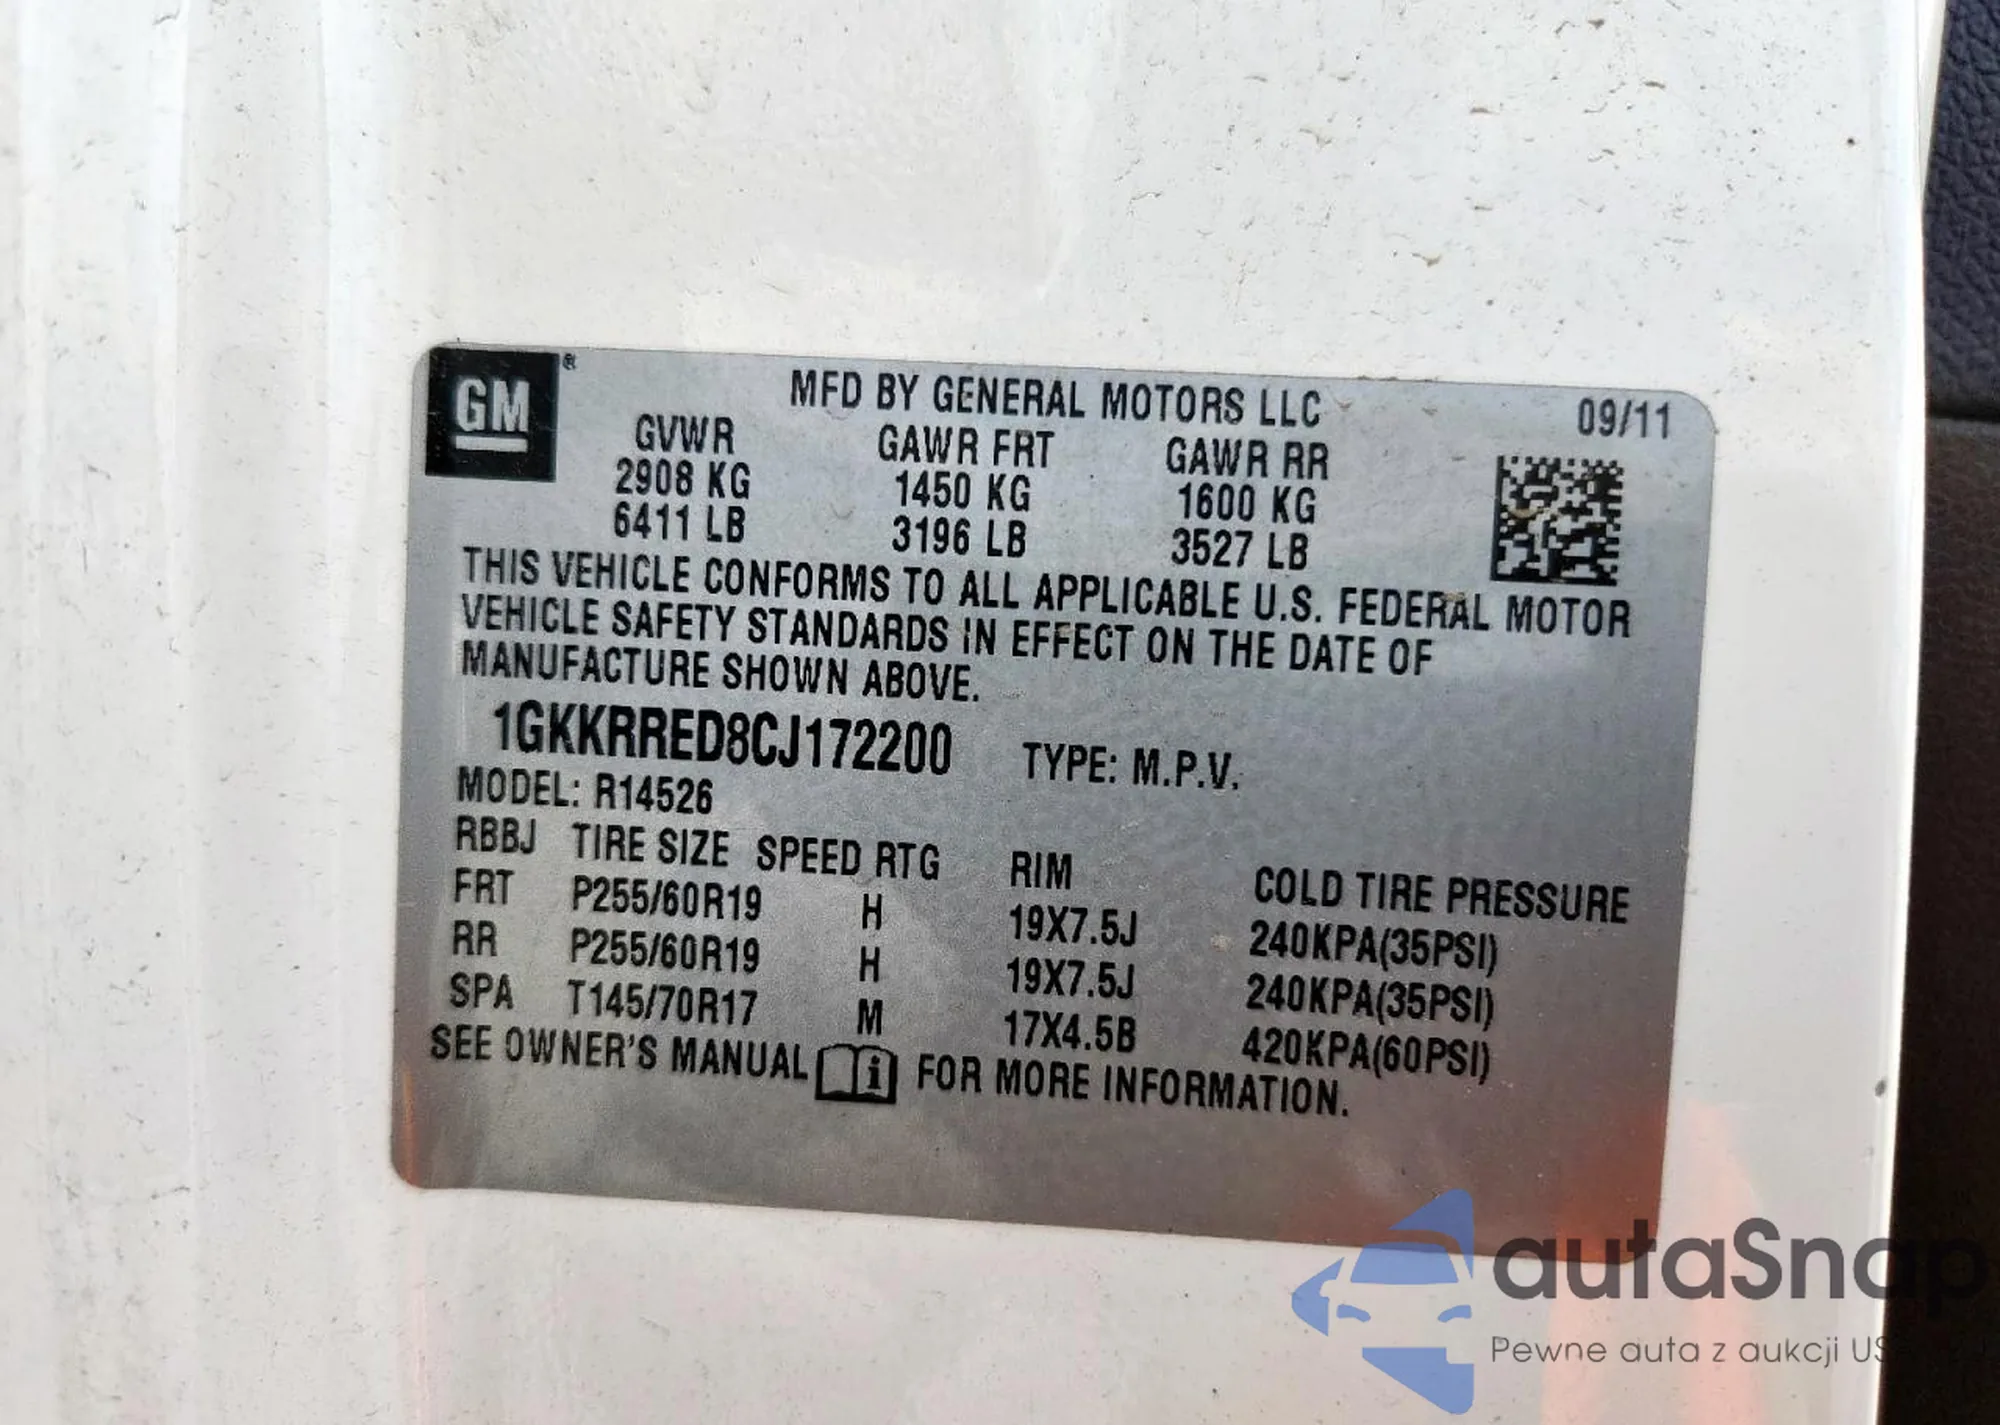 GM ®
MFD BY GENERAL MOTORS LLC 09/11
GVWR GAWR FRT GAWR RR
2908 KG 1450 KG 1600 KG
6411 LB 3196 LB 3527 LB
THIS VEHICLE CONFORMS TO ALL APPLICABLE U.S. FEDERAL MOTOR
VEHICLE SAFETY STANDARDS IN EFFECT ON THE DATE OF
MANUFACTURE SHOWN ABOVE.
1GKKRRED8CJ172200 TYPE: M.P.V.
MODEL: R14526
RBBJ TIRE SIZE SPEED RTG RIM COLD TIRE PRESSURE
FRT P255/60R19 H 19X7.5J 240KPA(35PSI)
RR P255/60R19 H 19X7.5J 240KPA(35PSI)
SPA T145/70R17 M 17X4.5B 420KPA(60PSI)
SEE OWNER'S MANUAL i FOR MORE INFORMATION.
autaSnap
Pewne auta z aukcji